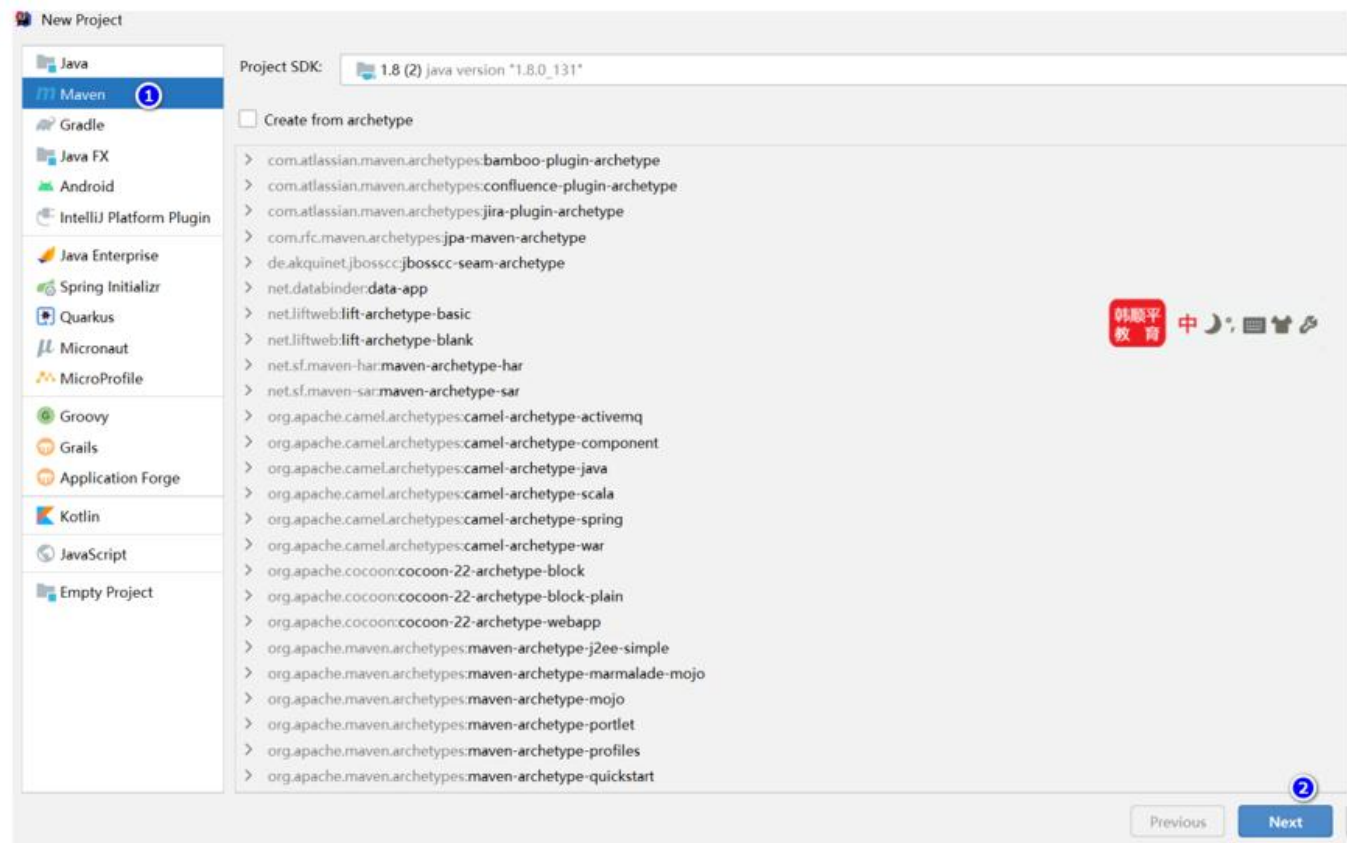 New Project
Java
Maven 1
Gradle
Java FX
Android
IntelliJ Platform Plugin
Java Enterprise
Spring Initializr
Quarkus
Micronaut
MicroProfile
Groovy
Grails
Application Forge
Kotlin
JavaScript
Empty Project
Project SDK: 1.8 (2) java version "1.8.0_131"
Create from archetype
com.atlassian.maven.archetypes:bamboo-plugin-archetype
com.atlassian.maven.archetypes:confluence-plugin-archetype
com.atlassian.maven.archetypes:jira-plugin-archetype
com.rfc.maven.archetypes:jpa-maven-archetype
de.akquinet.jbosscc:jbosscc-seam-archetype
net.databinder:data-app
net.liftweb:lift-archetype-basic
net.liftweb:lift-archetype-blank
net.sf.maven-har:maven-archetype-har
net.sf.maven-sar:maven-archetype-sar
org.apache.camel.archetypes:camel-archetype-activemq
org.apache.camel.archetypes:camel-archetype-component
org.apache.camel.archetypes:camel-archetype-java
org.apache.camel.archetypes:camel-archetype-scala
org.apache.camel.archetypes:camel-archetype-spring
org.apache.camel.archetypes:camel-archetype-war
org.apache.cocoon:cocoon-22-archetype-block
org.apache.cocoon:cocoon-22-archetype-block-plain
org.apache.cocoon:cocoon-22-archetype-webapp
org.apache.maven.archetypes:maven-archetype-j2ee-simple
org.apache.maven.archetypes:maven-archetype-marmalade-mojo
org.apache.maven.archetypes:maven-archetype-mojo
org.apache.maven.archetypes:maven-archetype-portlet
org.apache.maven.archetypes:maven-archetype-profiles
org.apache.maven.archetypes:maven-archetype-quickstart
韩顺平
教育
中
2
Previous
Next